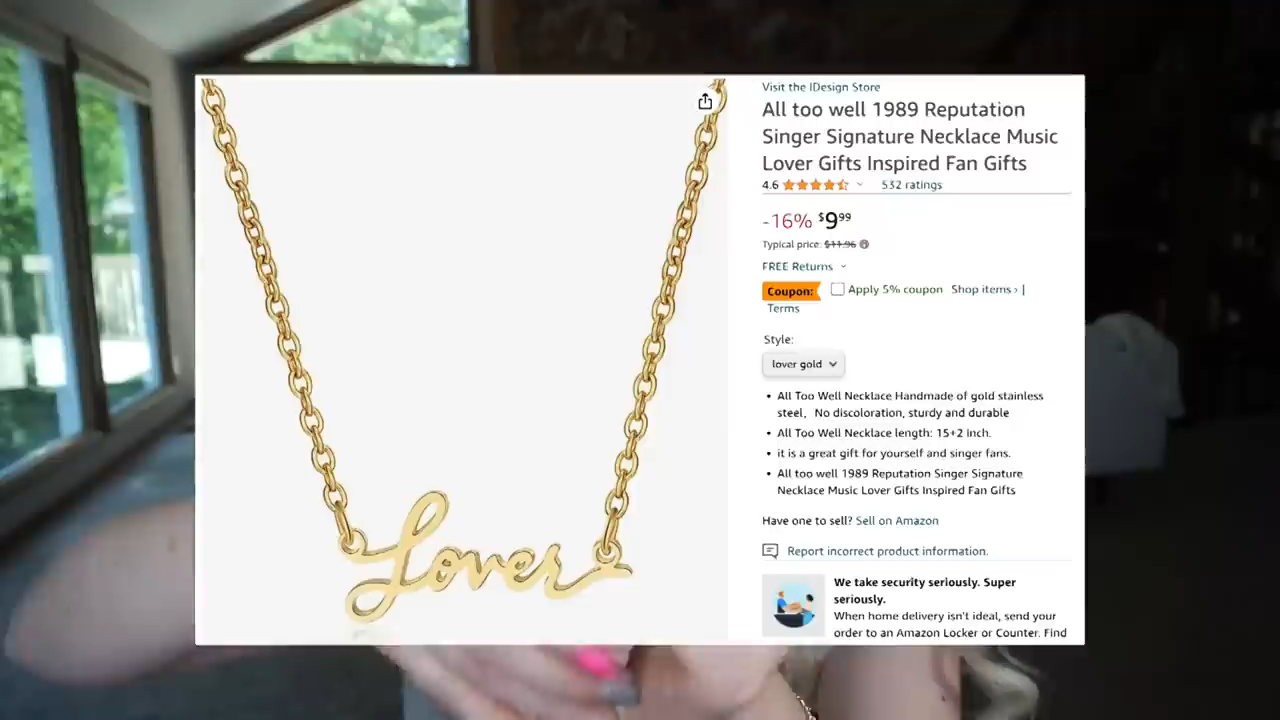 Visit the IDesign Store
All too well 1989 Reputation
Singer Signature Necklace Music
Lover Gifts Inspired Fan Gifts
4.6 532 ratings
-16% $9 99
Typical price: $11.96
FREE Returns
Coupon: Apply 5% coupon Shop items › |
Terms
Style:
lover gold
• All Too Well Necklace Handmade of gold stainless
steel, No discoloration, sturdy and durable
• All Too Well Necklace length: 15+2 inch.
• it is a great gift for yourself and singer fans.
• All too well 1989 Reputation Singer Signature
Necklace Music Lover Gifts Inspired Fan Gifts
Have one to sell? Sell on Amazon
Report incorrect product information.
We take security seriously. Super
seriously.
When home delivery isn't ideal, send your
order to an Amazon Locker or Counter. Find
Lover